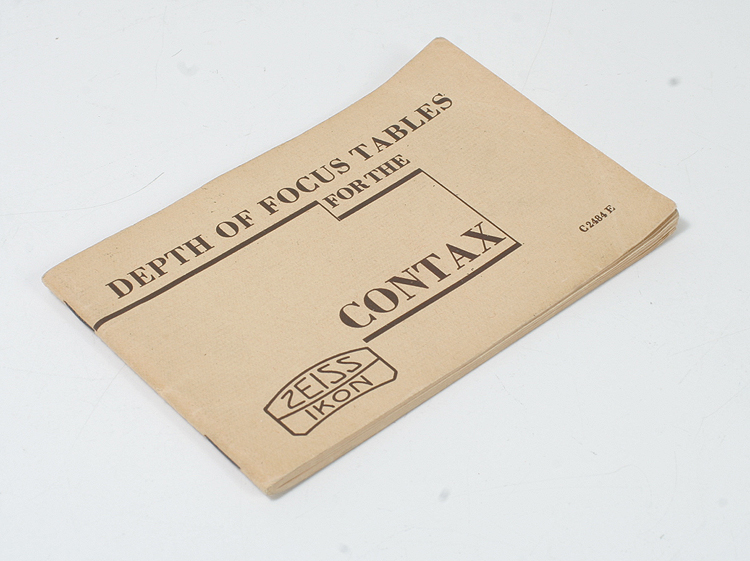 DEPTH OF FOCUS TABLES
FOR THE
CONTAX
C2484 E
ZEISS
IKON